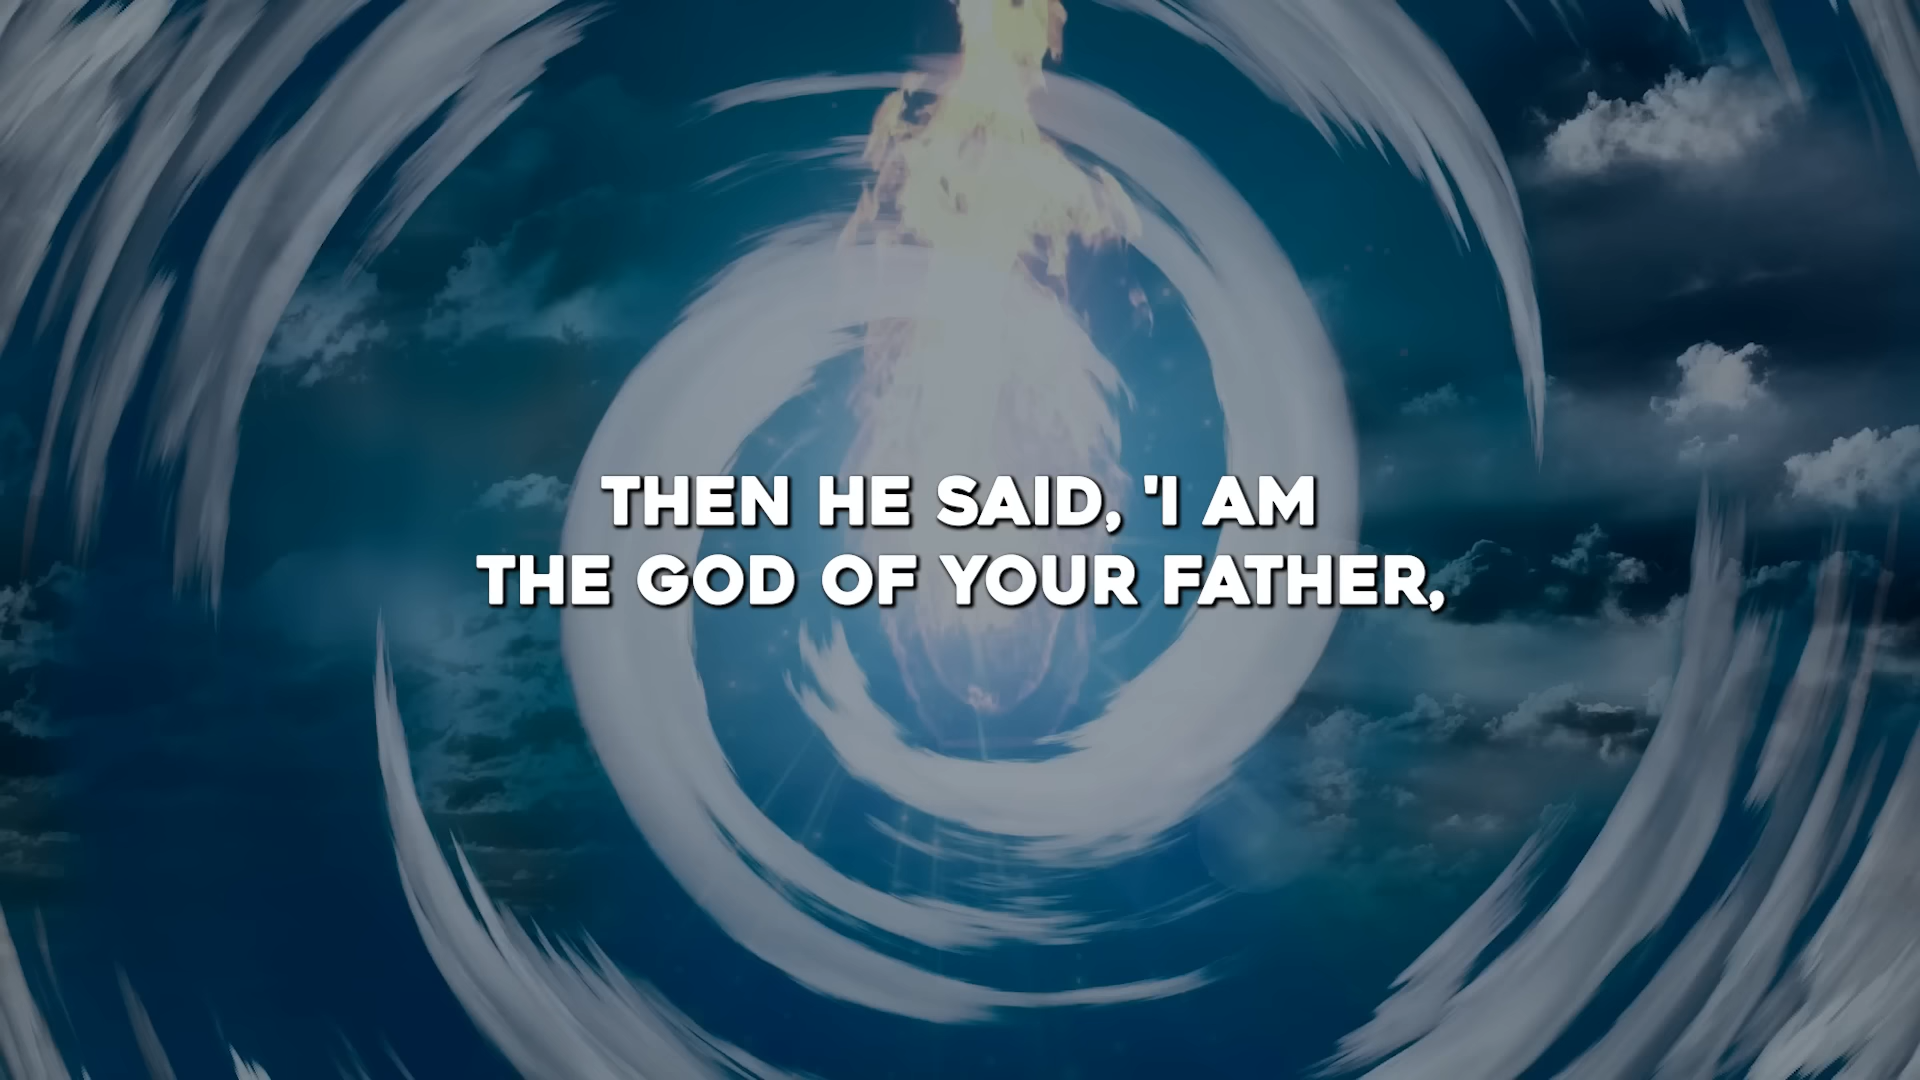 THEN HE SAID, 'I AM
THE GOD OF YOUR FATHER,